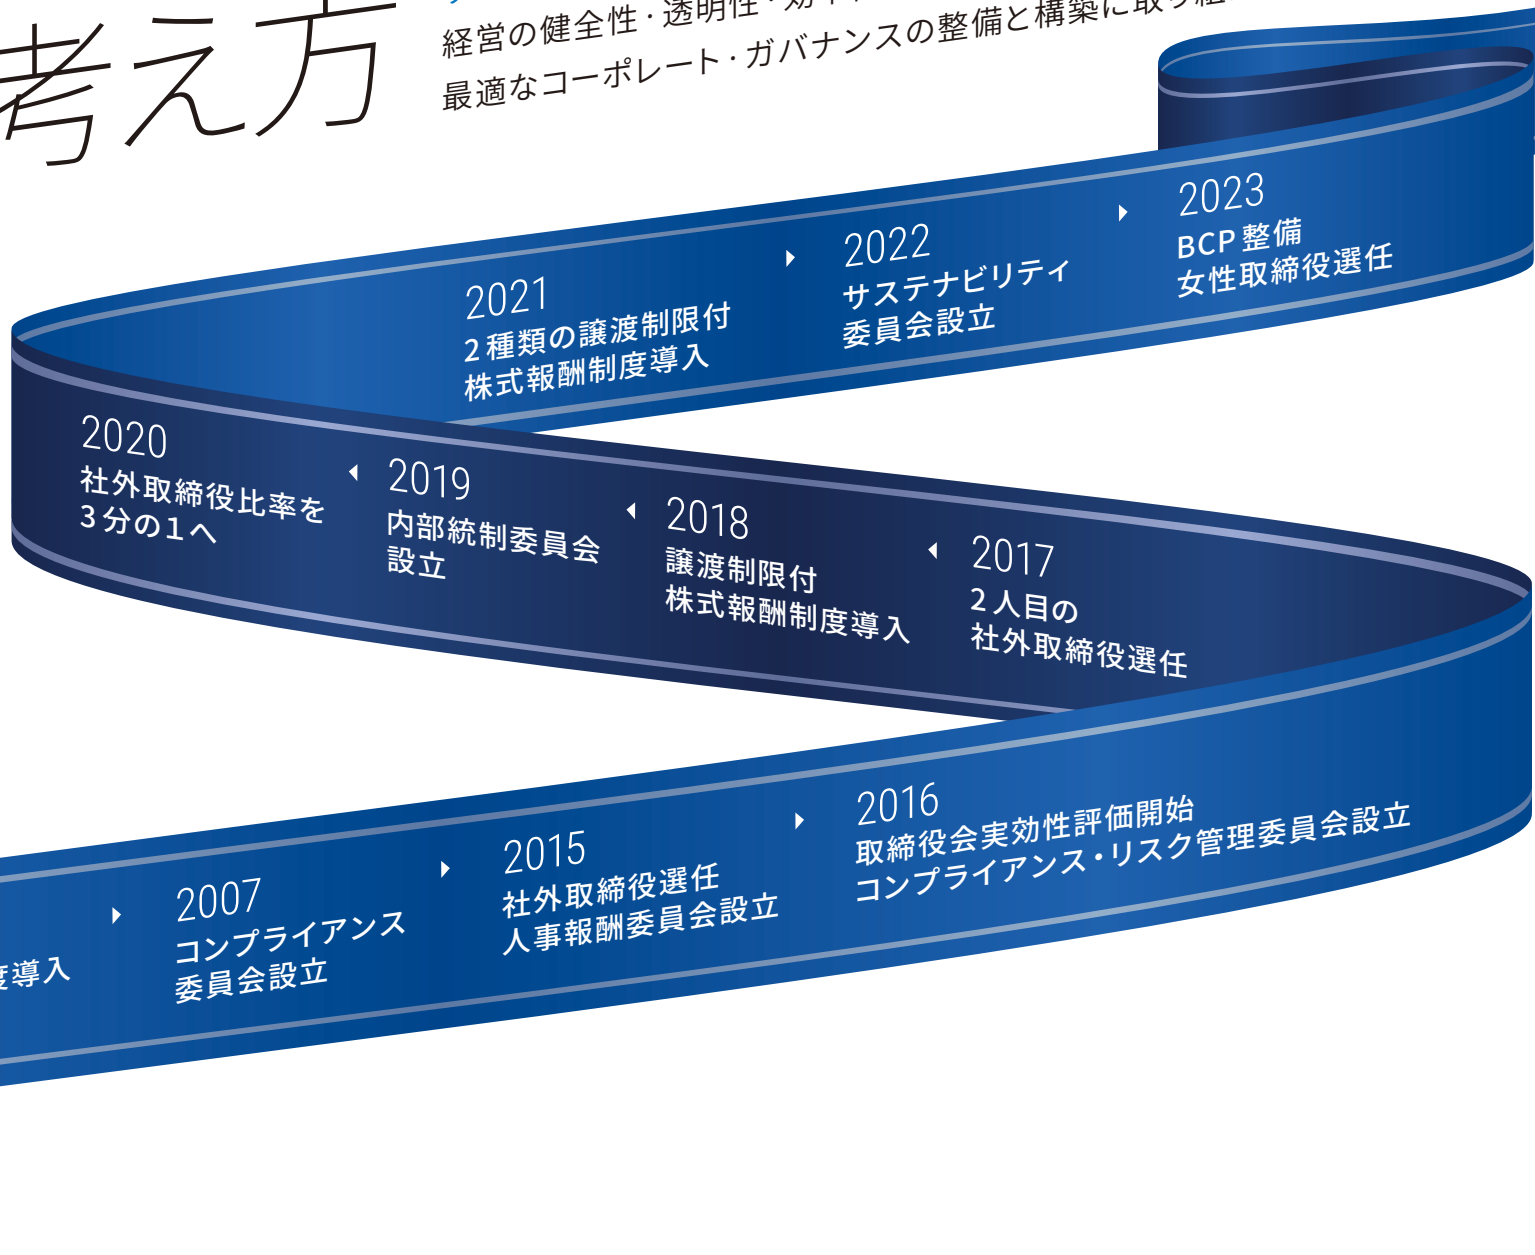 考え方
経営の健全性・透明性・効
最適なコーポレート・ガバナンスの整備と構築に取り組
2023
BCP整備
女性取締役選任
2022
サステナビリティ
委員会設立
2021
2種類の譲渡制限付
株式報酬制度導入
2020
社外取締役比率を
3分の1へ
2019
内部統制委員会
設立
2018
譲渡制限付
株式報酬制度導入
2017
2人目の
社外取締役選任
2016
取締役会実効性評価開始
コンプライアンス・リスク管理委員会設立
2015
社外取締役選任
人事報酬委員会設立
2007
コンプライアンス
委員会設立
度導入